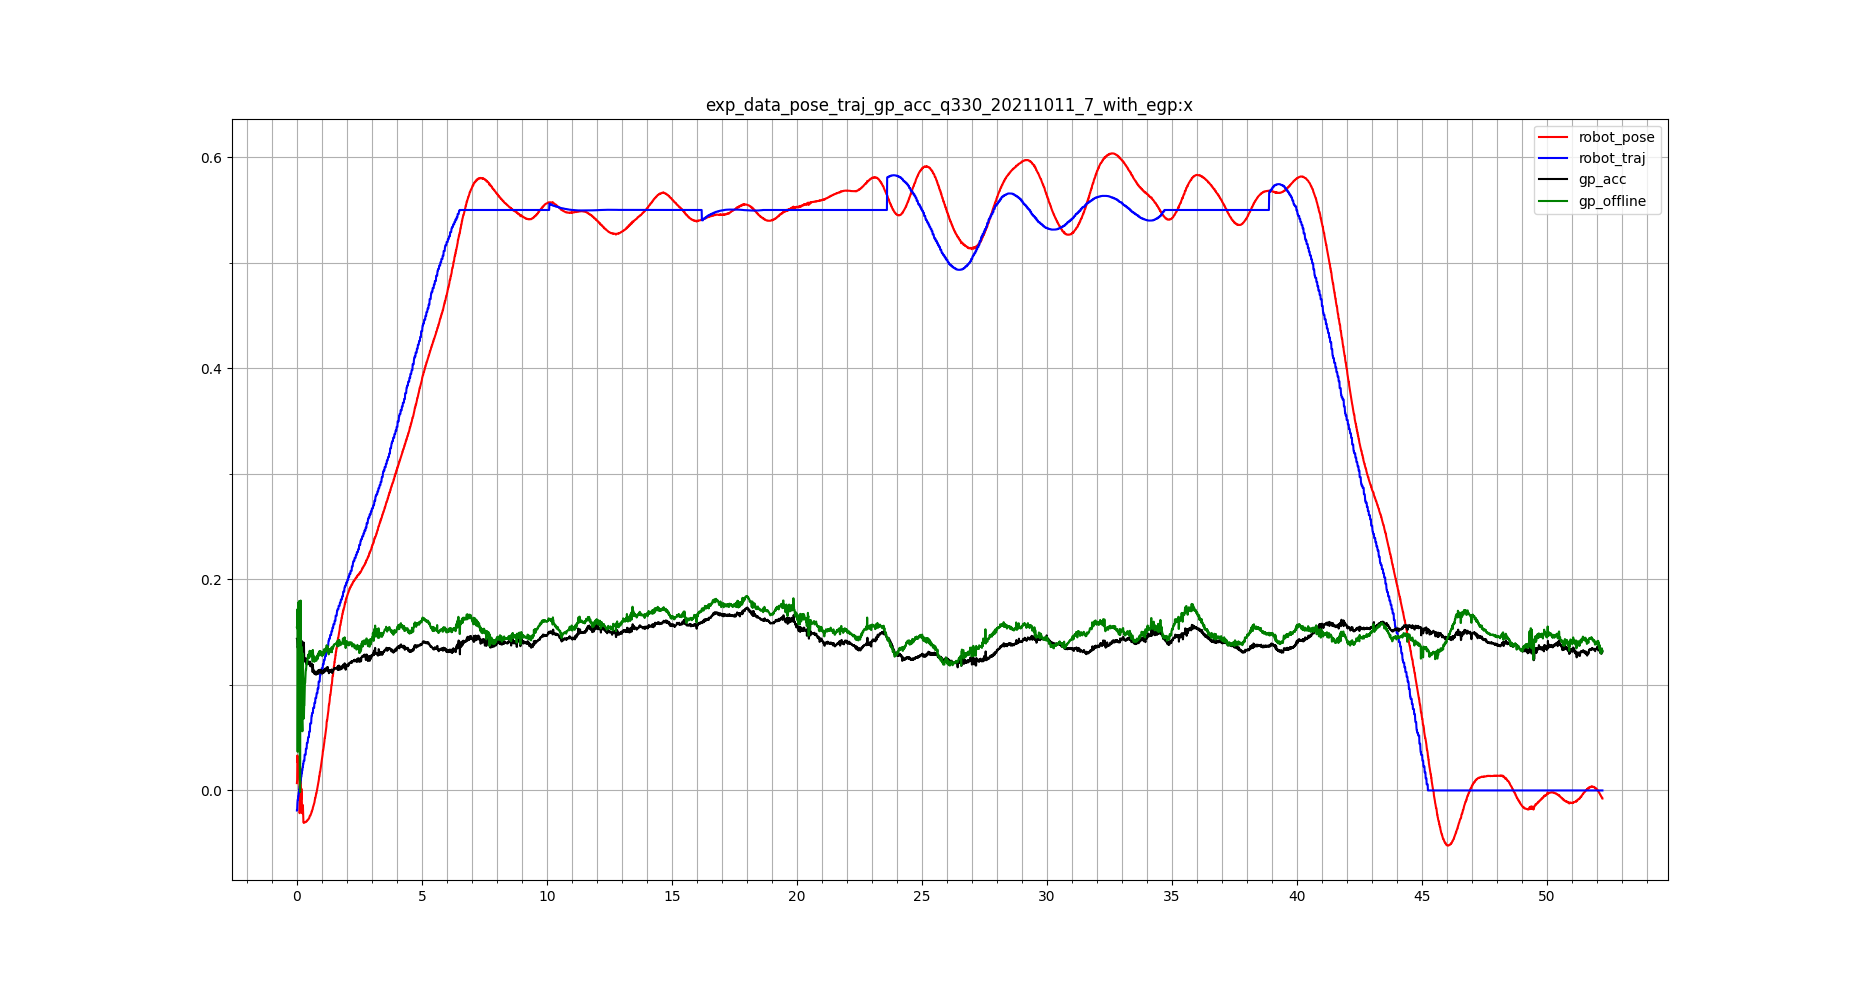 exp_data_pose_traj_gp_acc_q330_20211011_7_with_egp:x
robot_pose
robot_traj
gp_acc
gp_offline
0.6
0.4
0.2
0.0
0 5 10 15 20 25 30 35 40 45 50